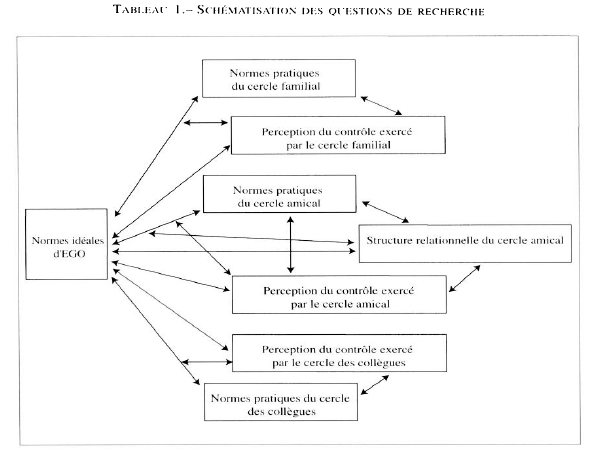 TABLEAU 1.– SCHÉMATISATION DES QUESTIONS DE RECHERCHE
Normes pratiques
du cercle familial
Perception du contrôle exercé
par le cercle familial
Normes pratiques
du cercle amical
Normes idéales
d'EGO
Structure relationnelle du cercle amical
Perception du contrôle exercé
par le cercle amical
Perception du contrôle exercé
par le cercle des collègues
Normes pratiques du cercle
des collègues